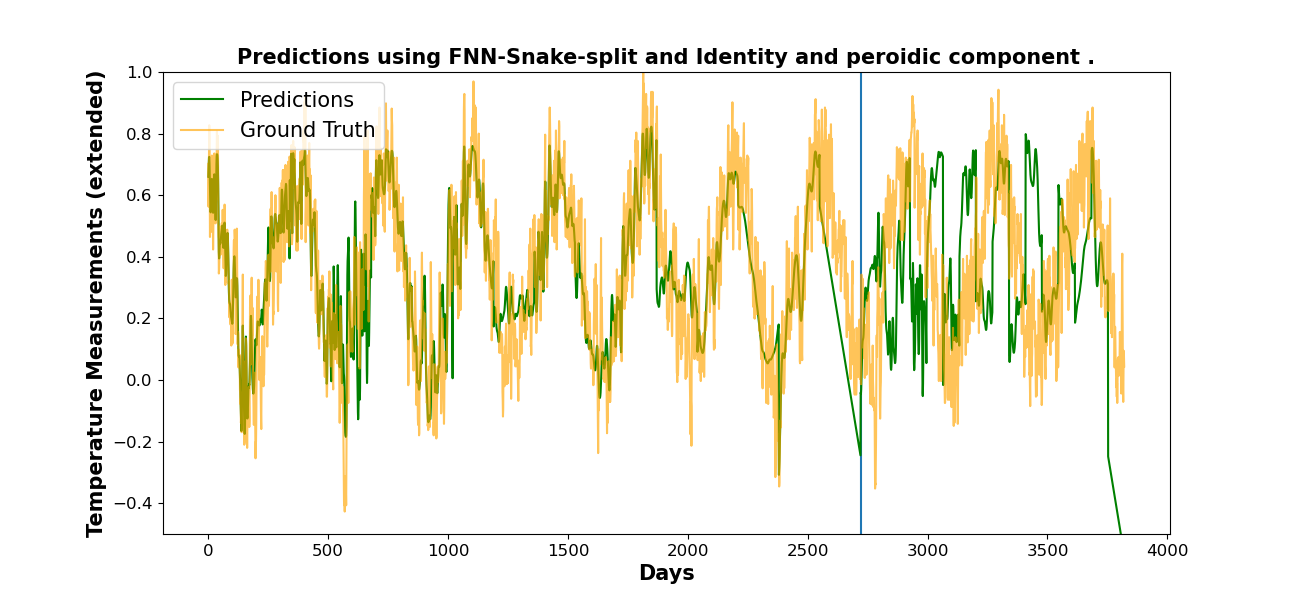 Predictions using FNN-Snake-split and Identity and peroidic component .
Temperature Measurements (extended)
1.0
0.8
0.6
0.4
0.2
0.0
−0.2
−0.4
Predictions
Ground Truth
0 500 1000 1500 2000 2500 3000 3500 4000
Days